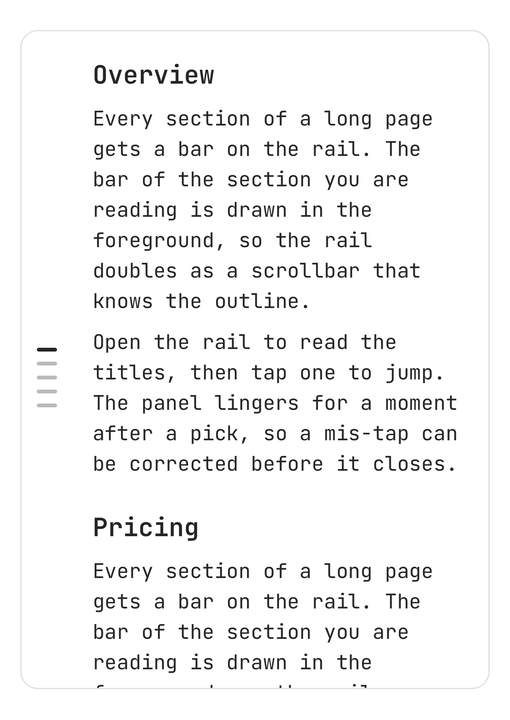 Overview
Every section of a long page
gets a bar on the rail. The
bar of the section you are
reading is drawn in the
foreground, so the rail
doubles as a scrollbar that
knows the outline.
Open the rail to read the
titles, then tap one to jump.
The panel lingers for a moment
after a pick, so a mis-tap can
be corrected before it closes.
Pricing
Every section of a long page
gets a bar on the rail. The
bar of the section you are
reading is drawn in the